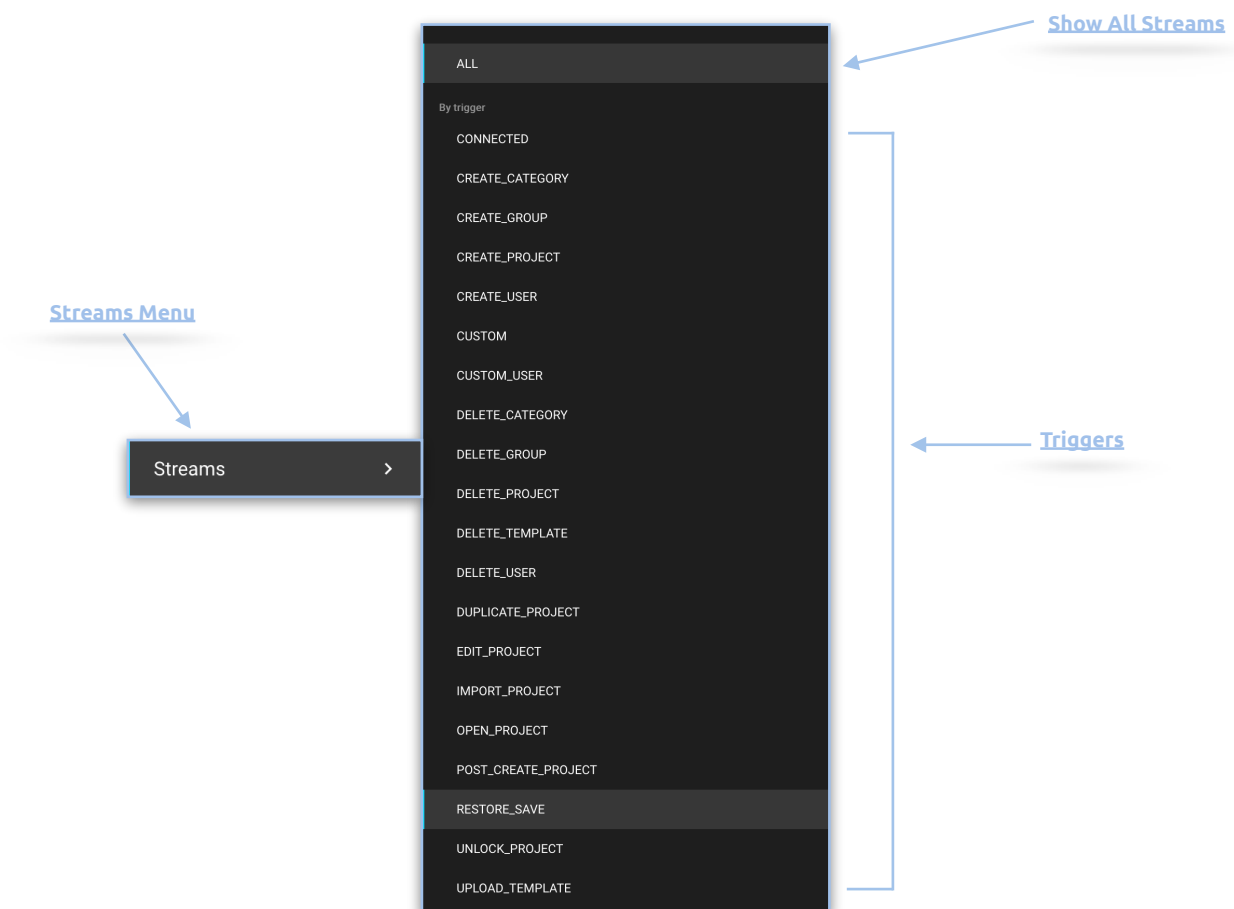 Show All Streams
ALL
By trigger
CONNECTED
CREATE_CATEGORY
CREATE_GROUP
CREATE_PROJECT
CREATE_USER
Streams Menu
CUSTOM
CUSTOM_USER
DELETE_CATEGORY
Triggers
DELETE_GROUP
Streams
DELETE_PROJECT
DELETE_TEMPLATE
DELETE_USER
DUPLICATE_PROJECT
EDIT_PROJECT
IMPORT_PROJECT
OPEN_PROJECT
POST_CREATE_PROJECT
RESTORE_SAVE
UNLOCK_PROJECT
UPLOAD_TEMPLATE